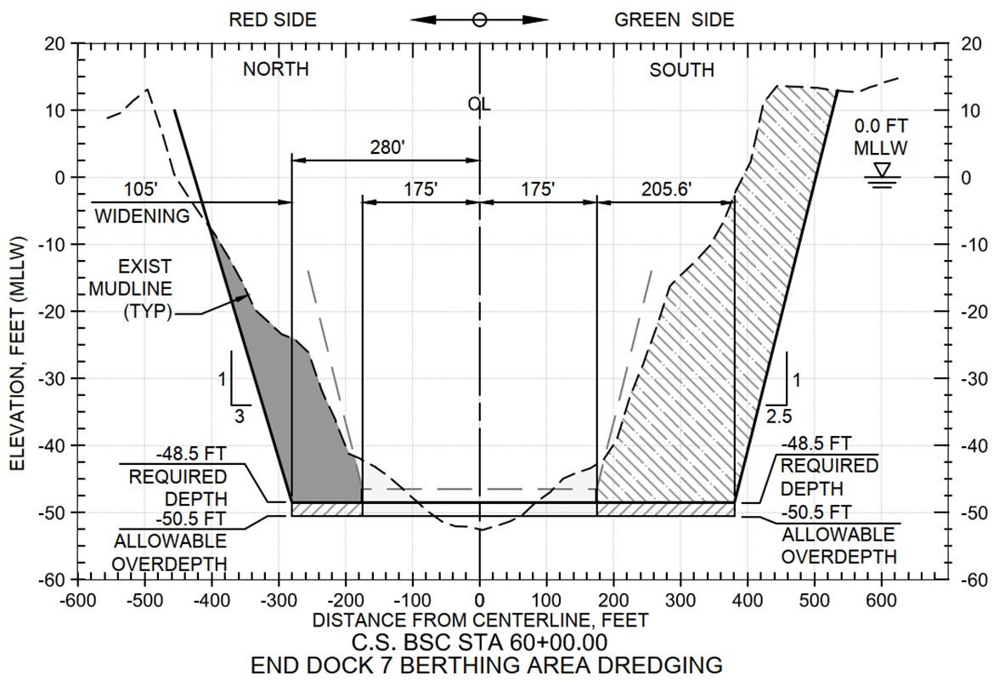 RED SIDE
GREEN SIDE
NORTH
SOUTH
CL
0.0 FT
MLLW
280'
105'
175'
175'
205.6'
WIDENING
EXIST
MUDLINE
(TYP)
1
3
1
2.5
-48.5 FT
REQUIRED
DEPTH
-50.5 FT
ALLOWABLE
OVERDEPTH
-48.5 FT
REQUIRED
DEPTH
-50.5 FT
ALLOWABLE
OVERDEPTH
ELEVATION, FEET (MLLW)
20
10
0
-10
-20
-30
-40
-50
-60
20
10
0
-10
-20
-30
-40
-50
-60
-600 -500 -400 -300 -200 -100 0 100 200 300 400 500 600
DISTANCE FROM CENTERLINE, FEET
C.S. BSC STA 60+00.00
END DOCK 7 BERTHING AREA DREDGING